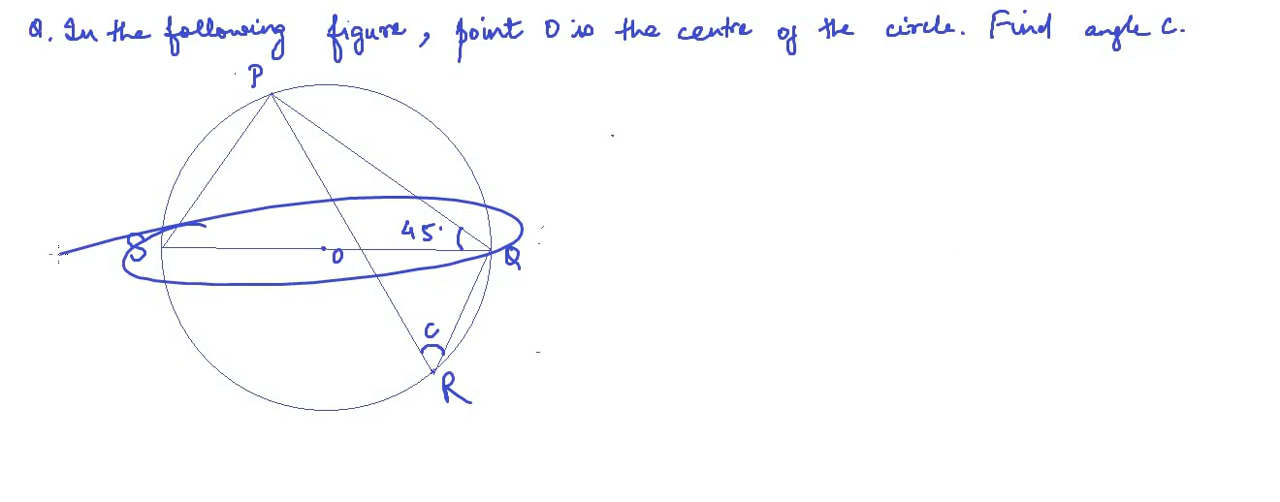 Q. In the following figure, point O is the centre of the circle. Find angle C.
P
45°
S
O
Q
C
R